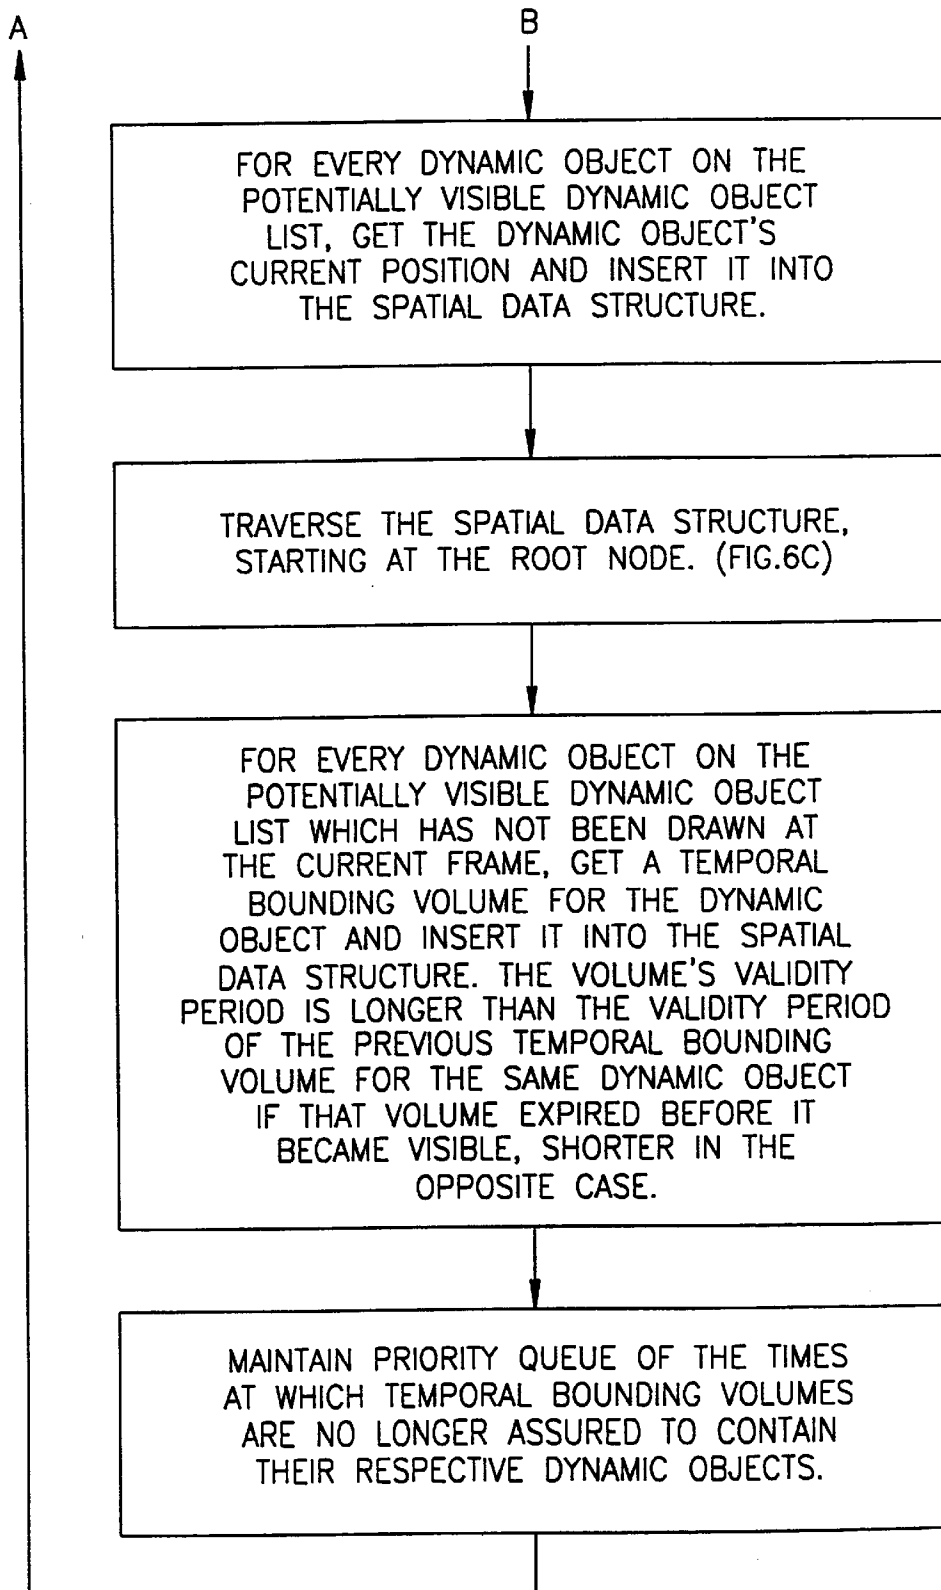 A
B
FOR EVERY DYNAMIC OBJECT ON THE
POTENTIALLY VISIBLE DYNAMIC OBJECT
LIST, GET THE DYNAMIC OBJECT'S
CURRENT POSITION AND INSERT IT INTO
THE SPATIAL DATA STRUCTURE.
TRAVERSE THE SPATIAL DATA STRUCTURE,
STARTING AT THE ROOT NODE. (FIG.6C)
FOR EVERY DYNAMIC OBJECT ON THE
POTENTIALLY VISIBLE DYNAMIC OBJECT
LIST WHICH HAS NOT BEEN DRAWN AT
THE CURRENT FRAME, GET A TEMPORAL
BOUNDING VOLUME FOR THE DYNAMIC
OBJECT AND INSERT IT INTO THE SPATIAL
DATA STRUCTURE. THE VOLUME'S VALIDITY
PERIOD IS LONGER THAN THE VALIDITY PERIOD
OF THE PREVIOUS TEMPORAL BOUNDING
VOLUME FOR THE SAME DYNAMIC OBJECT
IF THAT VOLUME EXPIRED BEFORE IT
BECAME VISIBLE, SHORTER IN THE
OPPOSITE CASE.
MAINTAIN PRIORITY QUEUE OF THE TIMES
AT WHICH TEMPORAL BOUNDING VOLUMES
ARE NO LONGER ASSURED TO CONTAIN
THEIR RESPECTIVE DYNAMIC OBJECTS.